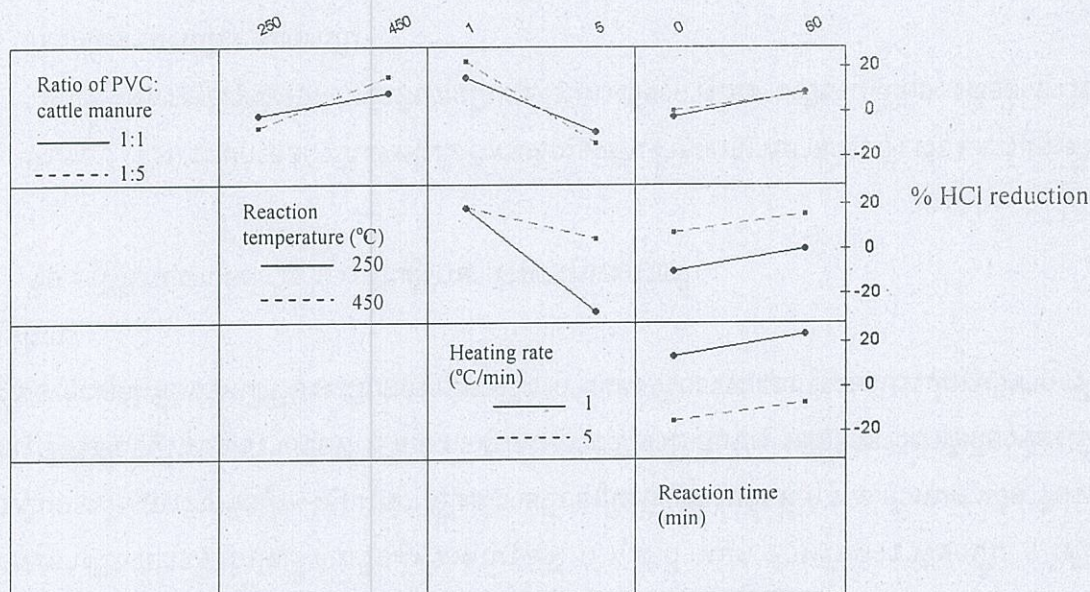 250 450 1 5 0 60
Ratio of PVC:
cattle manure
1:1
1:5
20
0
-20
Reaction
temperature (°C)
250
450
20
0
-20
% HCl reduction
Heating rate
(°C/min)
1
5
20
0
-20
Reaction time
(min)